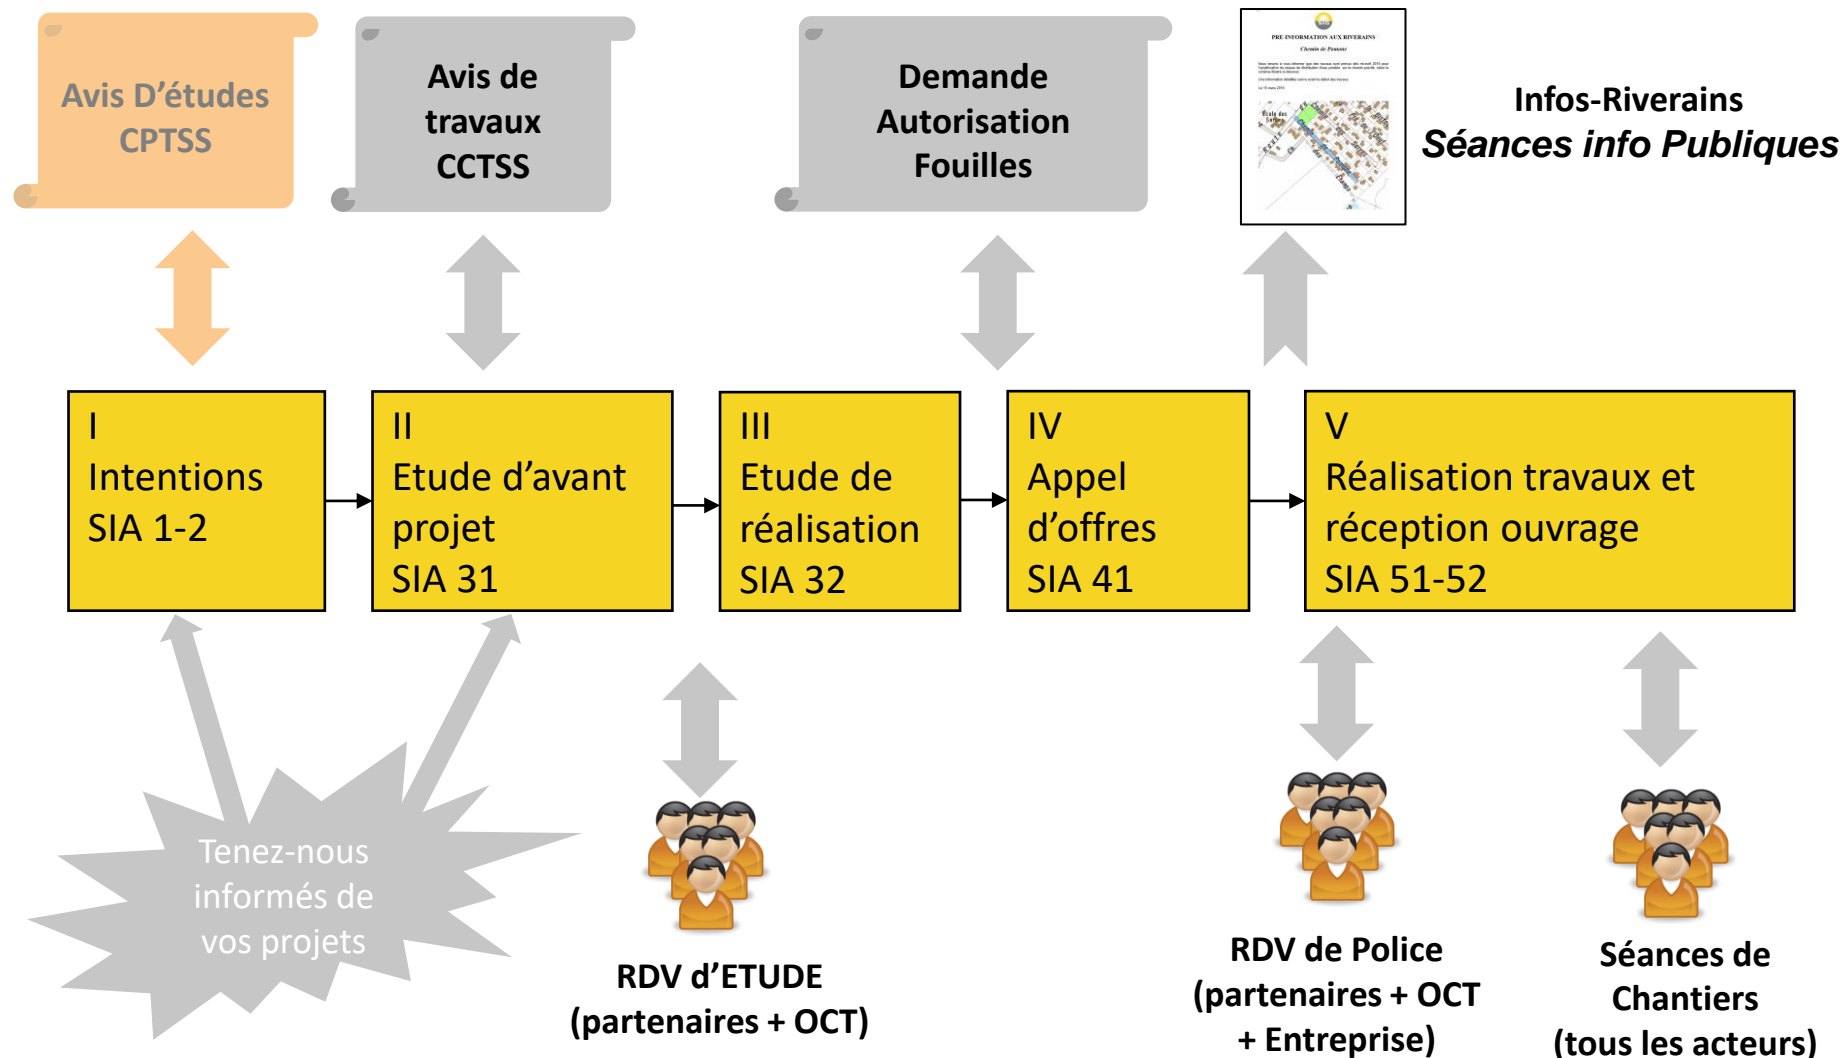 Avis D’études
CPTSS
Avis de
travaux
CCTSS
Demande
Autorisation
Fouilles
PRE-INFORMATION AUX RIVERAINS
Chemin de Pomone
Infos-Riverains
Séances info Publiques
I
Intentions
SIA 1-2
II
Etude d’avant
projet
SIA 31
III
Etude de
réalisation
SIA 32
IV
Appel
d’offres
SIA 41
V
Réalisation travaux et
réception ouvrage
SIA 51-52
Tenez-nous
informés de
vos projets
RDV d’ETUDE
(partenaires + OCT)
RDV de Police
(partenaires + OCT
+ Entreprise)
Séances de
Chantiers
(tous les acteurs)